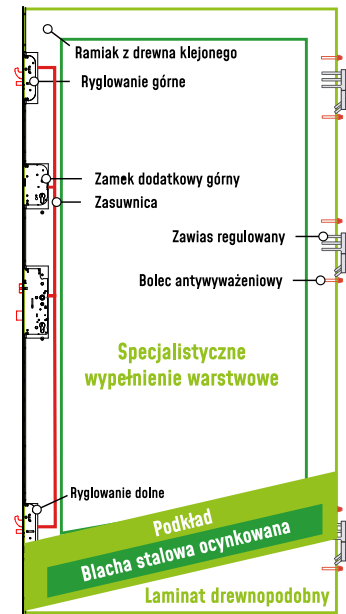 Ramiak z drewna klejonego
Ryglowanie górne
Zamek dodatkowy górny
Zasuwnica
Zawias regulowany
Bolec antywyważeniowy
Specjalistyczne
wypełnienie warstwowe
Ryglowanie dolne
Podkład
Blacha stalowa ocynkowana
Laminat drewnopodobny